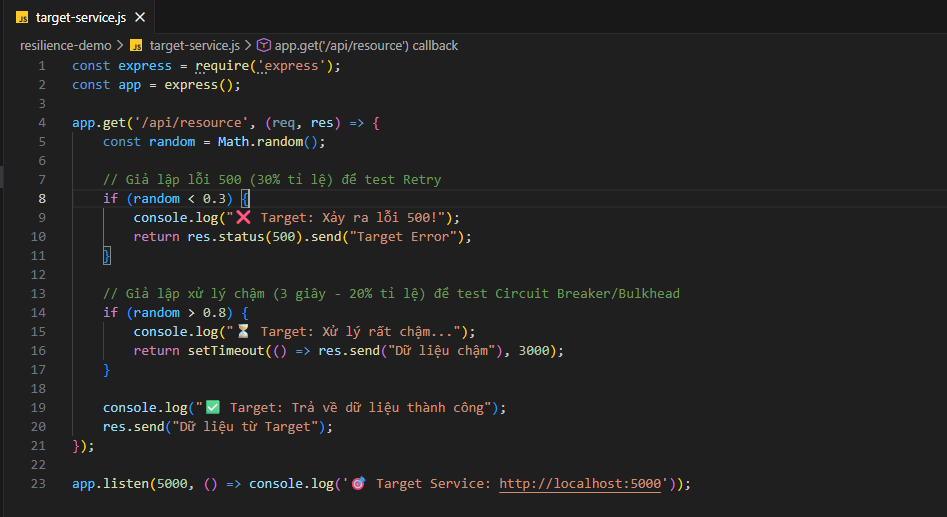 JS target-service.js ×
resilience-demo > JS target-service.js > app.get('/api/resource') callback
1 const express = require('express');
2 const app = express();
3
4 app.get('/api/resource', (req, res) => {
5     const random = Math.random();
6
7     // Giả lập lỗi 500 (30% tỉ lệ) để test Retry
8     if (random < 0.3) {
9         console.log("❌ Target: Xảy ra lỗi 500!");
10         return res.status(500).send("Target Error");
11     }
12
13     // Giả lập xử lý chậm (3 giây - 20% tỉ lệ) để test Circuit Breaker/Bulkhead
14     if (random > 0.8) {
15         console.log("⏳ Target: Xử lý rất chậm...");
16         return setTimeout(() => res.send("Dữ liệu chậm"), 3000);
17     }
18
19     console.log("✅ Target: Trả về dữ liệu thành công");
20     res.send("Dữ liệu từ Target");
21 });
22
23 app.listen(5000, () => console.log('🎯 Target Service: http://localhost:5000'));